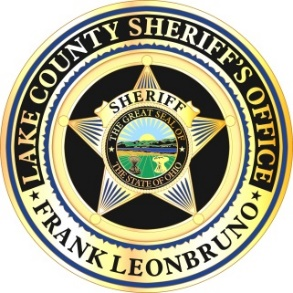 LAKE COUNTY SHERIFF'S OFFICE
SHERIFF
THE GREAT SEAL OF
THE STATE OF OHIO
★ FRANK LEONBRUNO ★